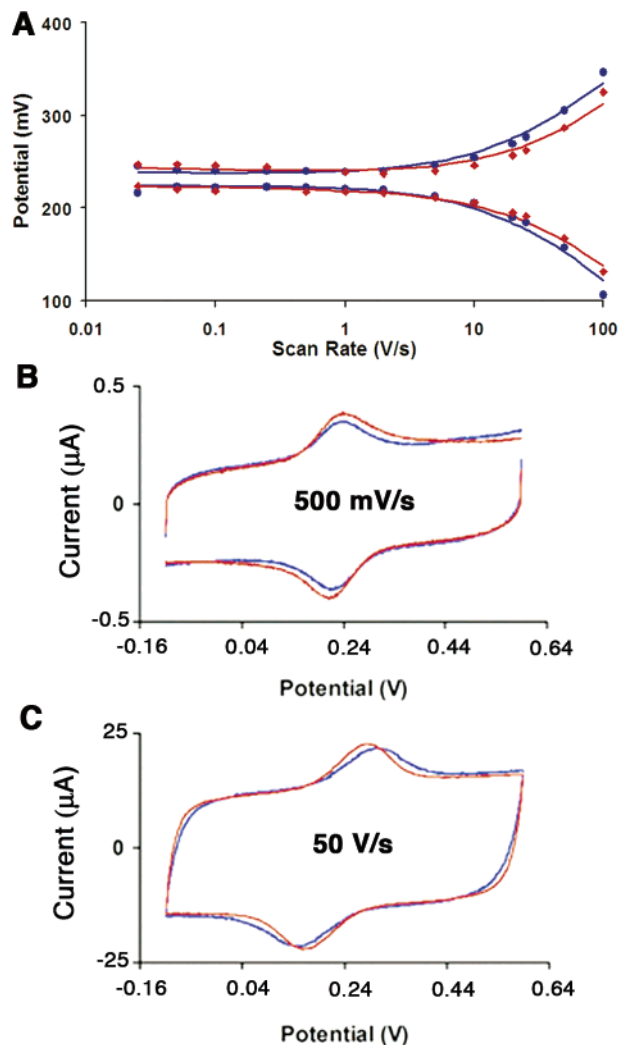 A
400
300
200
100
Potential (mV)
0.01 0.1 1 10 100
Scan Rate (V/s)
B
0.5
0
-0.5
Current (μA)
500 mV/s
-0.16 0.04 0.24 0.44 0.64
Potential (V)
C
25
0
-25
Current (μA)
50 V/s
-0.16 0.04 0.24 0.44 0.64
Potential (V)